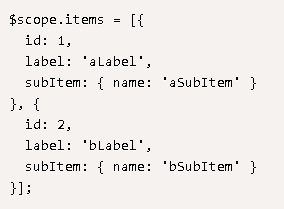 $scope.items = [{
  id: 1,
  label: 'aLabel',
  subItem: { name: 'aSubItem' }
}, {
  id: 2,
  label: 'bLabel',
  subItem: { name: 'bSubItem' }
}];